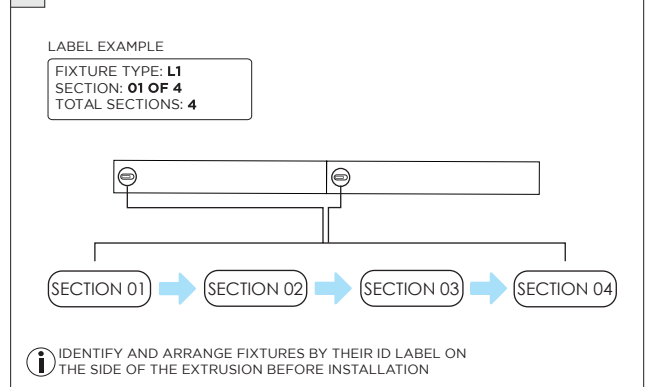 LABEL EXAMPLE
FIXTURE TYPE: L1
SECTION: 01 OF 4
TOTAL SECTIONS: 4
SECTION 01
SECTION 02
SECTION 03
SECTION 04
i
IDENTIFY AND ARRANGE FIXTURES BY THEIR ID LABEL ON
THE SIDE OF THE EXTRUSION BEFORE INSTALLATION